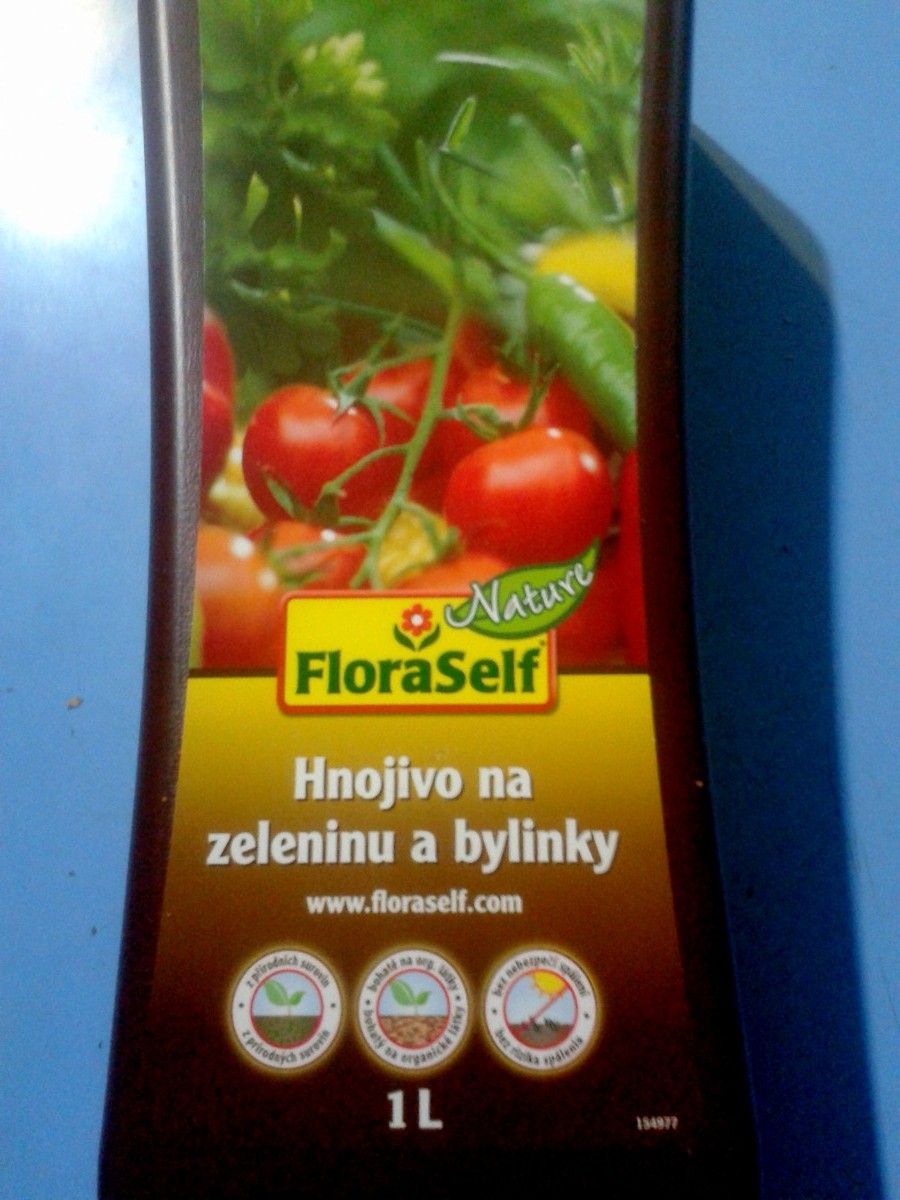 Nature
FloraSelf
Hnojivo na
zeleninu a bylinky
www.floraself.com
z přírodních surovin
z prírodných surovín
bohaté na org. látky
bohatý na organické látky
bez nebezpečí spálení
bez rizika spálenia
1 L
154977